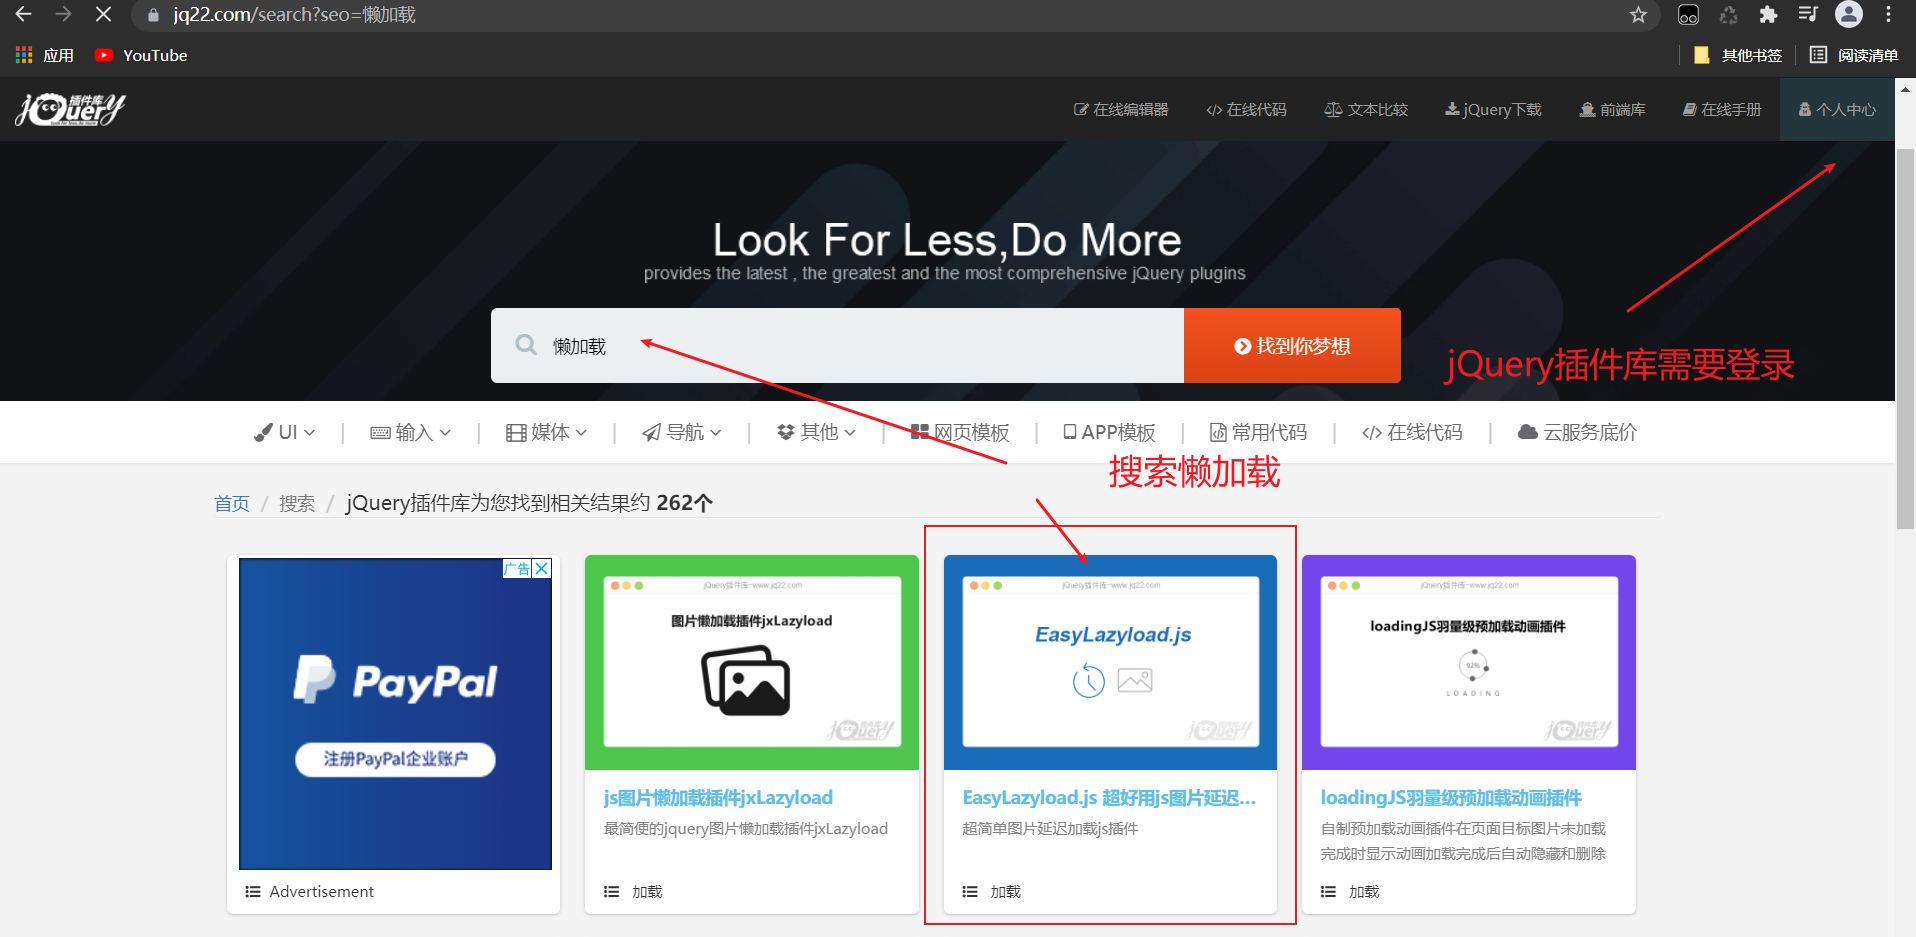 jq22.com/search?seo=懒加载
应用
YouTube
其他书签
阅读清单
jQuery
插件库
在线编辑器
</>在线代码
文本比较
jQuery下载
前端库
在线手册
个人中心
Look For Less,Do More
provides the latest , the greatest and the most comprehensive jQuery plugins
懒加载
找到你梦想
jQuery插件库需要登录
UI
输入
媒体
导航
其他
网页模板
APP模板
常用代码
</>在线代码
云服务底价
搜索懒加载
首页 / 搜索 / jQuery插件库为您找到相关结果约 262个
广告
PayPal
注册PayPal企业账户
Advertisement
jQuery插件库-www.jq22.com
图片懒加载插件jxLazyload
jQuery
js图片懒加载插件jxLazyload
最简便的jquery图片懒加载插件jxLazyload
加载
jQuery插件库-www.jq22.com
EasyLazyload.js
jQuery
EasyLazyload.js 超好用js图片延迟...
超简单图片延迟加载js插件
加载
jQuery插件库-www.jq22.com
loadingJS羽量级预加载动画插件
92%
LOADING
jQuery
loadingJS羽量级预加载动画插件
自制预加载动画插件在页面目标图片未加载
完成时显示动画加载完成后自动隐藏和删除
加载